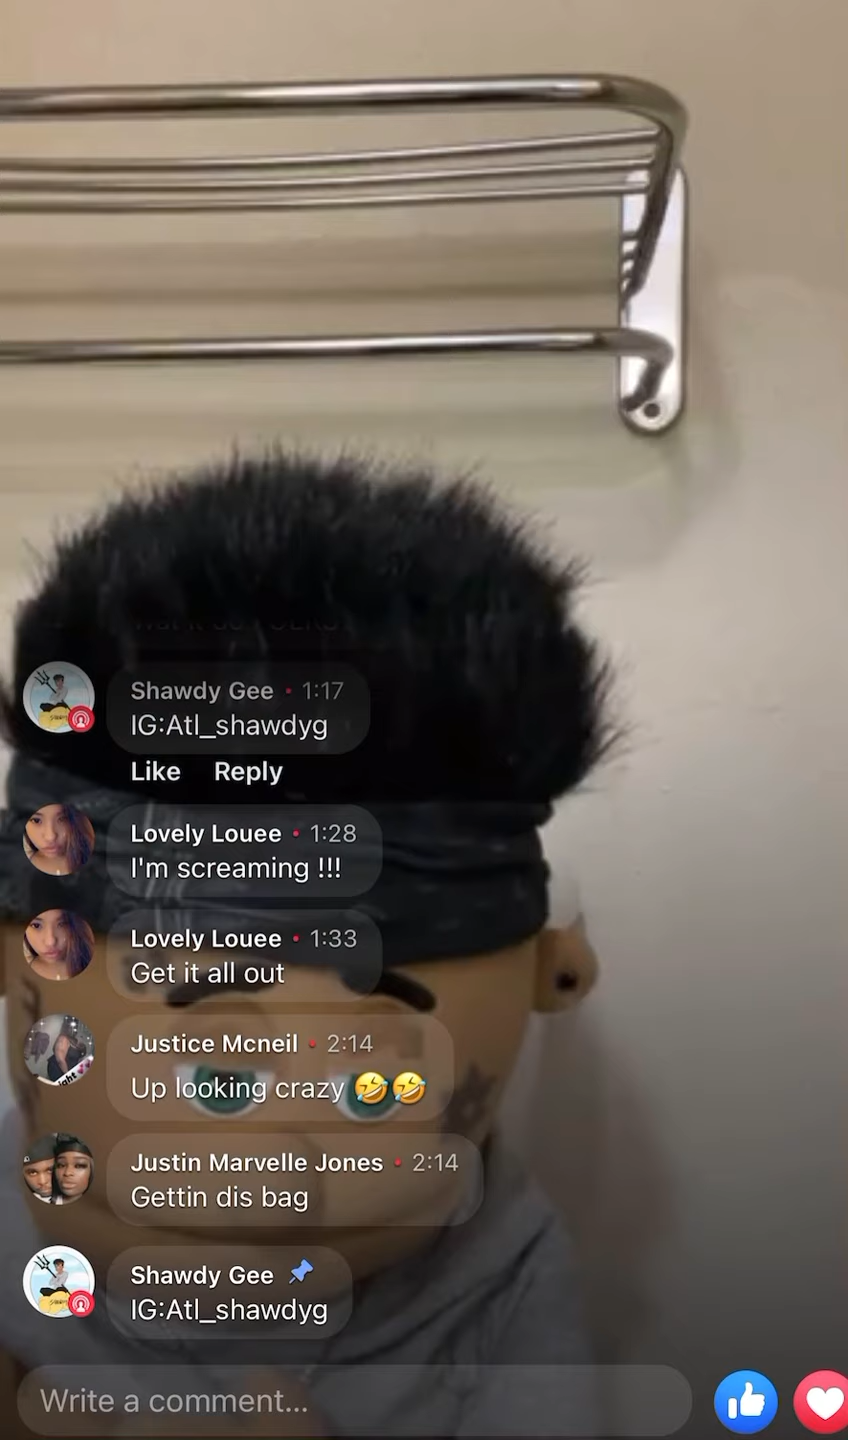 Shawdy Gee • 1:17
IG:Atl_shawdyg
Like Reply
Lovely Louee • 1:28
I'm screaming !!!
Lovely Louee • 1:33
Get it all out
Justice Mcneil • 2:14
Up looking crazy 🤣🤣
Justin Marvelle Jones • 2:14
Gettin dis bag
Shawdy Gee 📌
IG:Atl_shawdyg
Write a comment...